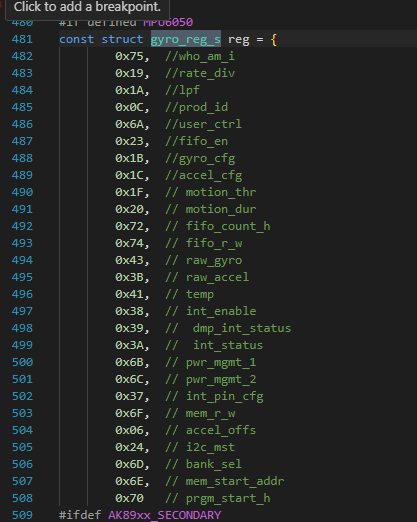 Click to add a breakpoint.
480 #if defined MPU6050
481 const struct gyro_reg_s reg = {
482 0x75, //who_am_i
483 0x19, //rate_div
484 0x1A, //lpf
485 0x0C, //prod_id
486 0x6A, //user_ctrl
487 0x23, //fifo_en
488 0x1B, //gyro_cfg
489 0x1C, //accel_cfg
490 0x1F, // motion_thr
491 0x20, // motion_dur
492 0x72, // fifo_count_h
493 0x74, // fifo_r_w
494 0x43, // raw_gyro
495 0x3B, // raw_accel
496 0x41, // temp
497 0x38, // int_enable
498 0x39, //  dmp_int_status
499 0x3A, //  int_status
500 0x6B, // pwr_mgmt_1
501 0x6C, // pwr_mgmt_2
502 0x37, // int_pin_cfg
503 0x6F, // mem_r_w
504 0x06, // accel_offs
505 0x24, // i2c_mst
506 0x6D, // bank_sel
507 0x6E, // mem_start_addr
508 0x70 // prgm_start_h
509 #ifdef AK89xx_SECONDARY